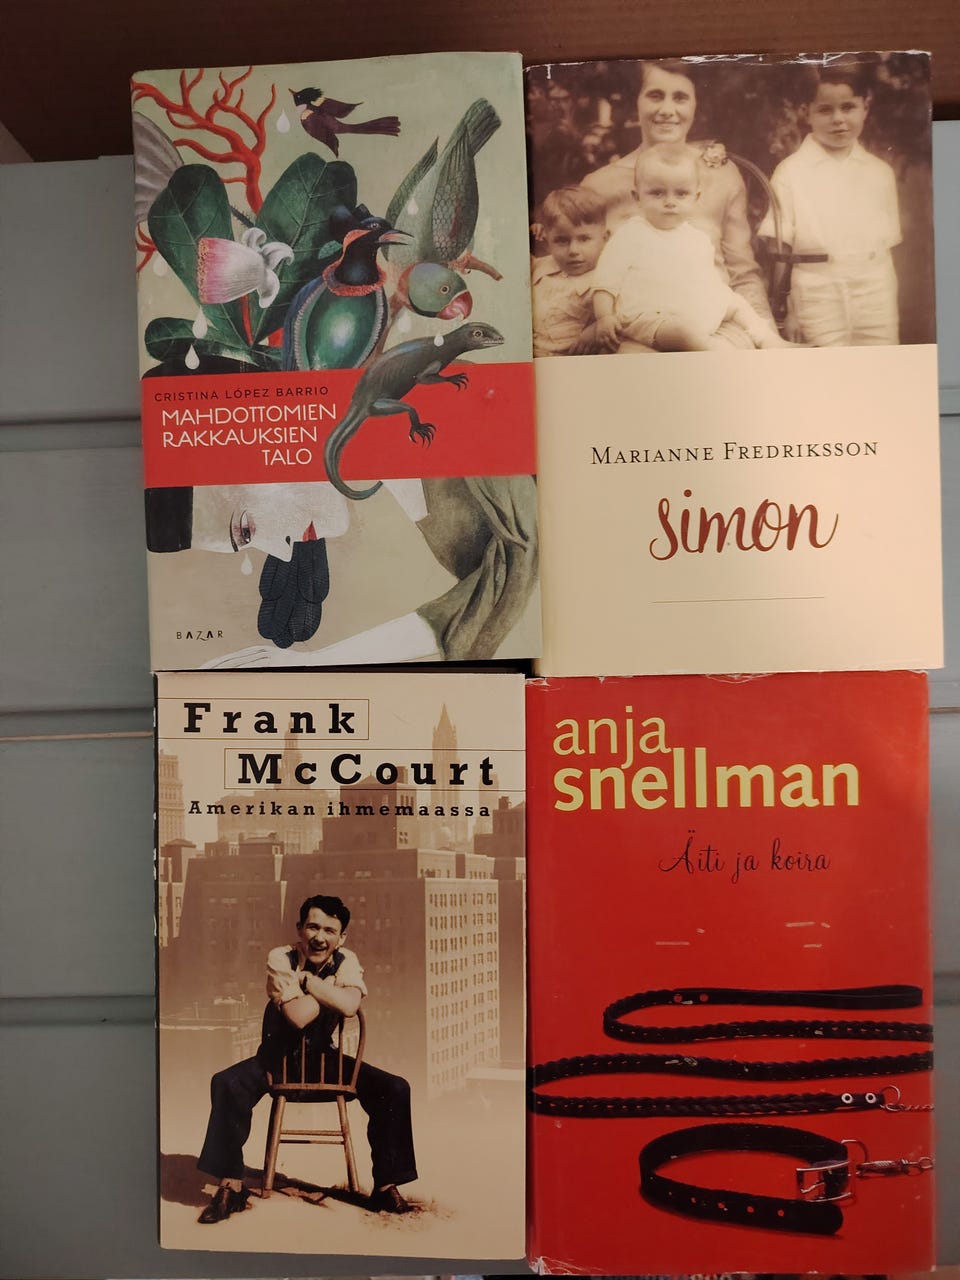 CRISTINA LÓPEZ BARRIO
MAHDOTTOMIEN
RAKKAUKSIEN
TALO
BAZAR
MARIANNE FREDRIKSSON
simon
Frank
McCourt
Amerikan ihmemaassa
anja
snellman
Äiti ja koira